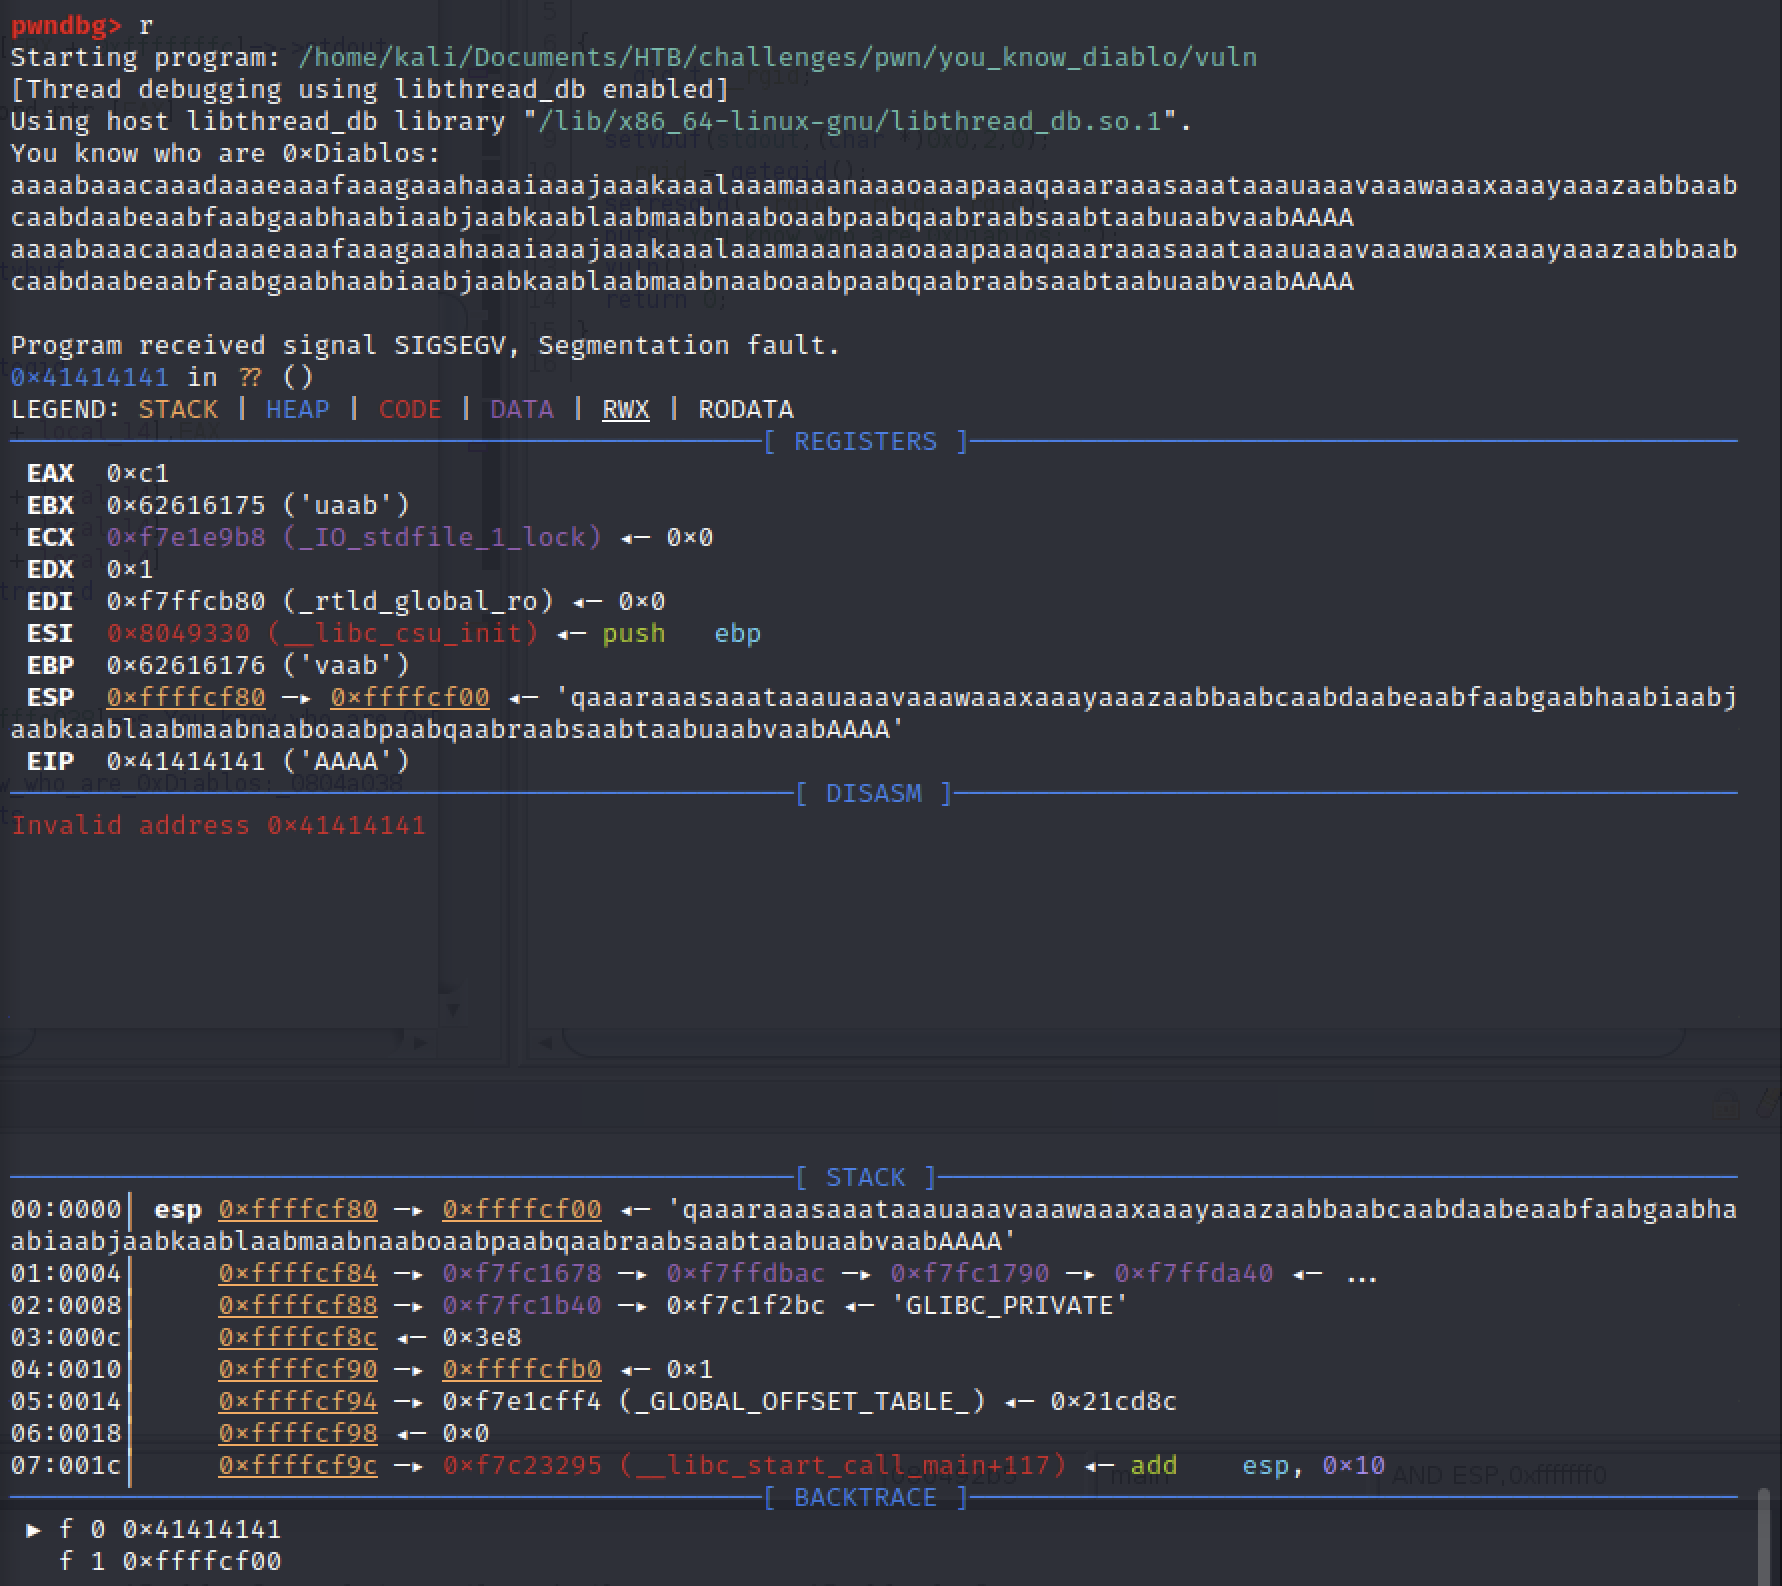 pwndbg> r
Starting program: /home/kali/Documents/HTB/challenges/pwn/you_know_diablo/vuln
[Thread debugging using libthread_db enabled]
Using host libthread_db library "/lib/x86_64-linux-gnu/libthread_db.so.1".
You know who are 0×Diablos:
aaaabaaacaaadaaaeaaafaaagaaahaaaiaaajaaakaaalaaamaaanaaaoaaapaaaqaaaraaasaaataaauaaavaaawaaaxaaayaaazaabbaab
caabdaabeaabfaabgaabhaabiaabjaabkaablaabmaabnaaboaabpaabqaabraabsaabtaabuaabvaabAAAA
aaaabaaacaaadaaaeaaafaaagaaahaaaiaaajaaakaaalaaamaaanaaaoaaapaaaqaaaraaasaaataaauaaavaaawaaaxaaayaaazaabbaab
caabdaabeaabfaabgaabhaabiaabjaabkaablaabmaabnaaboaabpaabqaabraabsaabtaabuaabvaabAAAA
Program received signal SIGSEGV, Segmentation fault.
0×41414141 in ?? ()
LEGEND: STACK | HEAP | CODE | DATA | RWX | RODATA
[ REGISTERS ]
EAX 0×c1
EBX 0×62616175 ('uaab')
ECX 0×f7e1e9b8 (_IO_stdfile_1_lock) ◂— 0×0
EDX 0×1
EDI 0×f7ffcb80 (_rtld_global_ro) ◂— 0×0
ESI 0×8049330 (__libc_csu_init) ◂— push ebp
EBP 0×62616176 ('vaab')
ESP 0×ffffcf80 —▸ 0×ffffcf00 ◂— 'qaaaraaasaaataaauaaavaaawaaaxaaayaaazaabbaabcaabdaabeaabfaabgaabhaabiaabj
aabkaablaabmaabnaaboaabpaabqaabraabsaabtaabuaabvaabAAAA'
EIP 0×41414141 ('AAAA')
[ DISASM ]
Invalid address 0×41414141
[ STACK ]
00:0000│ esp 0×ffffcf80 —▸ 0×ffffcf00 ◂— 'qaaaraaasaaataaauaaavaaawaaaxaaayaaazaabbaabcaabdaabeaabfaabgaabha
abiaabjaabkaablaabmaabnaaboaabpaabqaabraabsaabtaabuaabvaabAAAA'
01:0004│ 0×ffffcf84 —▸ 0×f7fc1678 —▸ 0×f7ffdbac —▸ 0×f7fc1790 —▸ 0×f7ffda40 ◂— ...
02:0008│ 0×ffffcf88 —▸ 0×f7fc1b40 —▸ 0×f7c1f2bc ◂— 'GLIBC_PRIVATE'
03:000c│ 0×ffffcf8c ◂— 0×3e8
04:0010│ 0×ffffcf90 —▸ 0×ffffcfb0 ◂— 0×1
05:0014│ 0×ffffcf94 —▸ 0×f7e1cff4 (_GLOBAL_OFFSET_TABLE_) ◂— 0×21cd8c
06:0018│ 0×ffffcf98 ◂— 0×0
07:001c│ 0×ffffcf9c —▸ 0×f7c23295 (__libc_start_call_main+117) ◂— add esp, 0×10
[ BACKTRACE ]
► f 0 0×41414141
f 1 0×ffffcf00